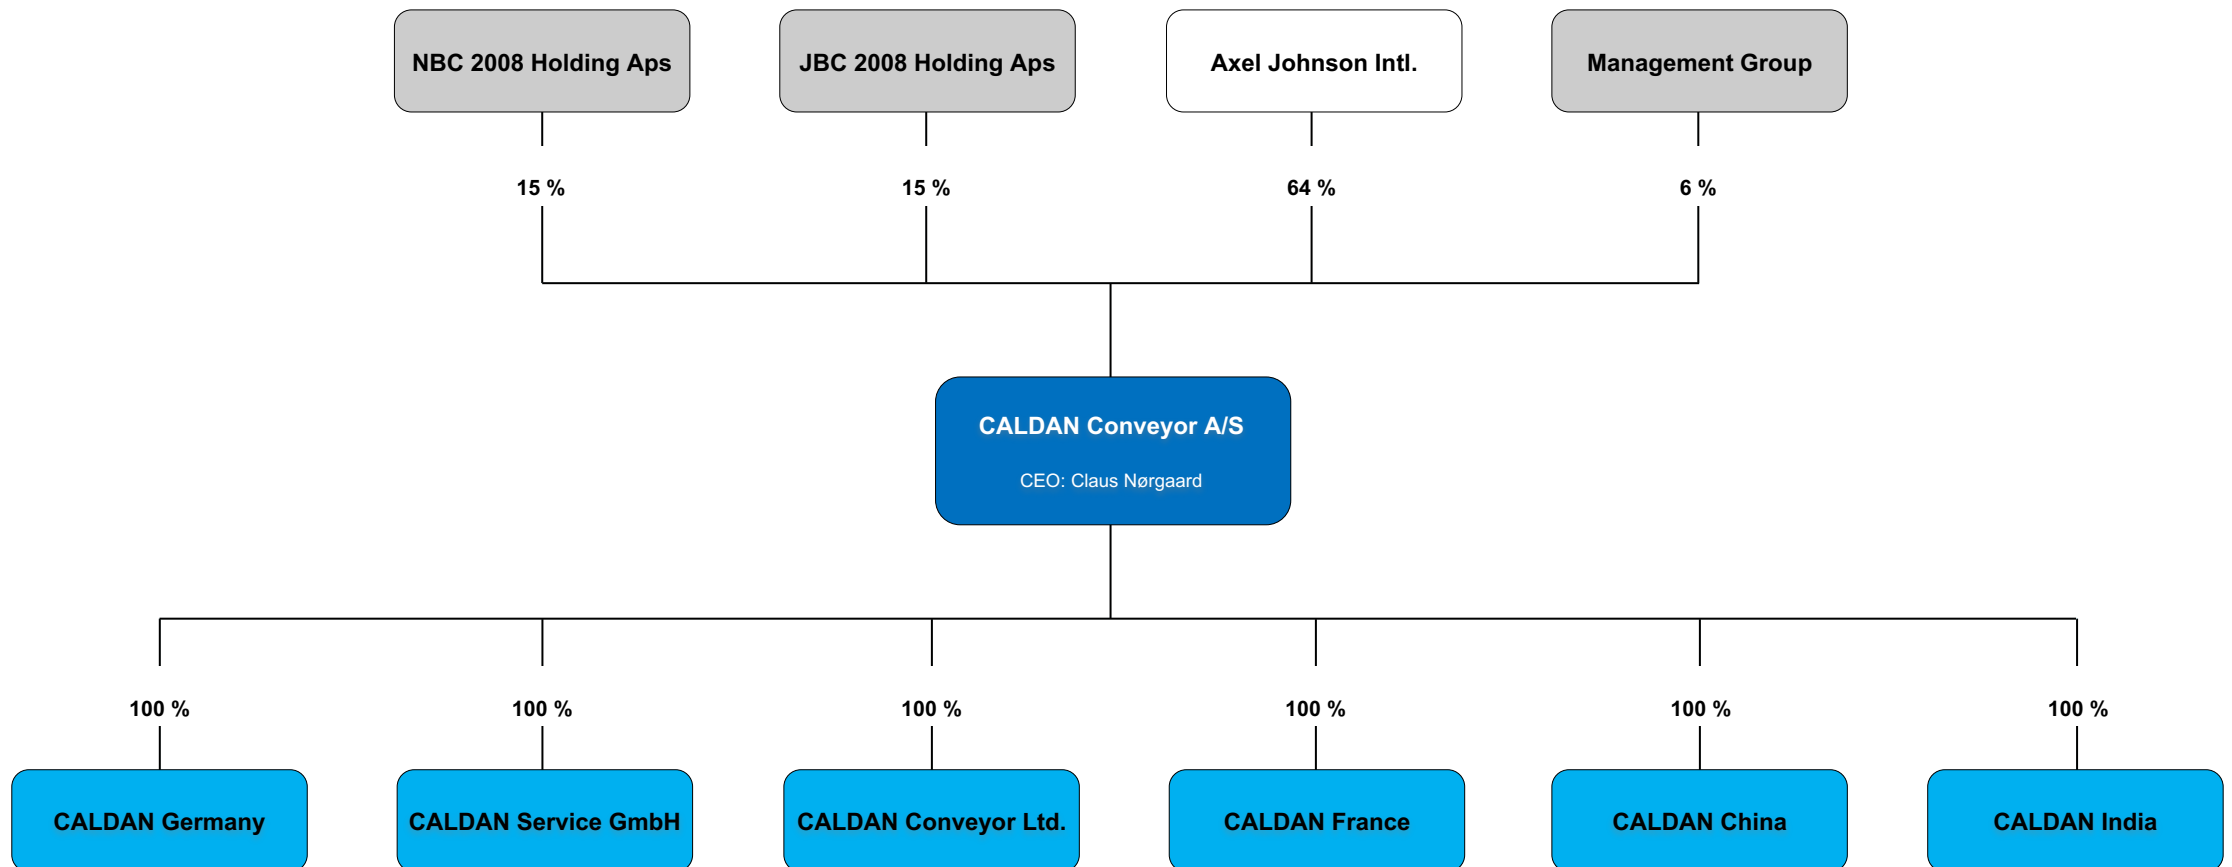 NBC 2008 Holding Aps
JBC 2008 Holding Aps
Axel Johnson Intl.
Management Group
15 %
15 %
64 %
6 %
CALDAN Conveyor A/S
CEO: Claus Nørgaard
100 %
100 %
100 %
100 %
100 %
100 %
CALDAN Germany
CALDAN Service GmbH
CALDAN Conveyor Ltd.
CALDAN France
CALDAN China
CALDAN India